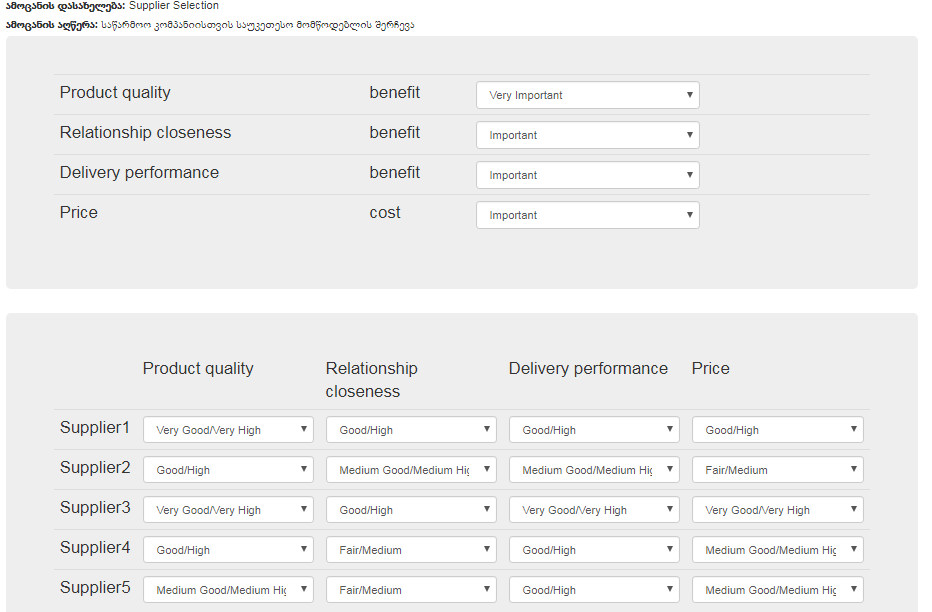 ამოცანის დასახელება: Supplier Selection
ამოცანის აღწერა: საწარმოო კომპანიისთვის საუკეთესო მომწოდებლის შერჩევა
Product quality benefit Very Important
Relationship closeness benefit Important
Delivery performance benefit Important
Price cost Important
Product quality Relationship Delivery performance Price
closeness
Supplier1 Very Good/Very High Good/High Good/High Good/High
Supplier2 Good/High Medium Good/Medium Hig Medium Good/Medium Hig Fair/Medium
Supplier3 Very Good/Very High Good/High Very Good/Very High Very Good/Very High
Supplier4 Good/High Fair/Medium Good/High Medium Good/Medium Hig
Supplier5 Medium Good/Medium Hig Fair/Medium Good/High Medium Good/Medium Hig